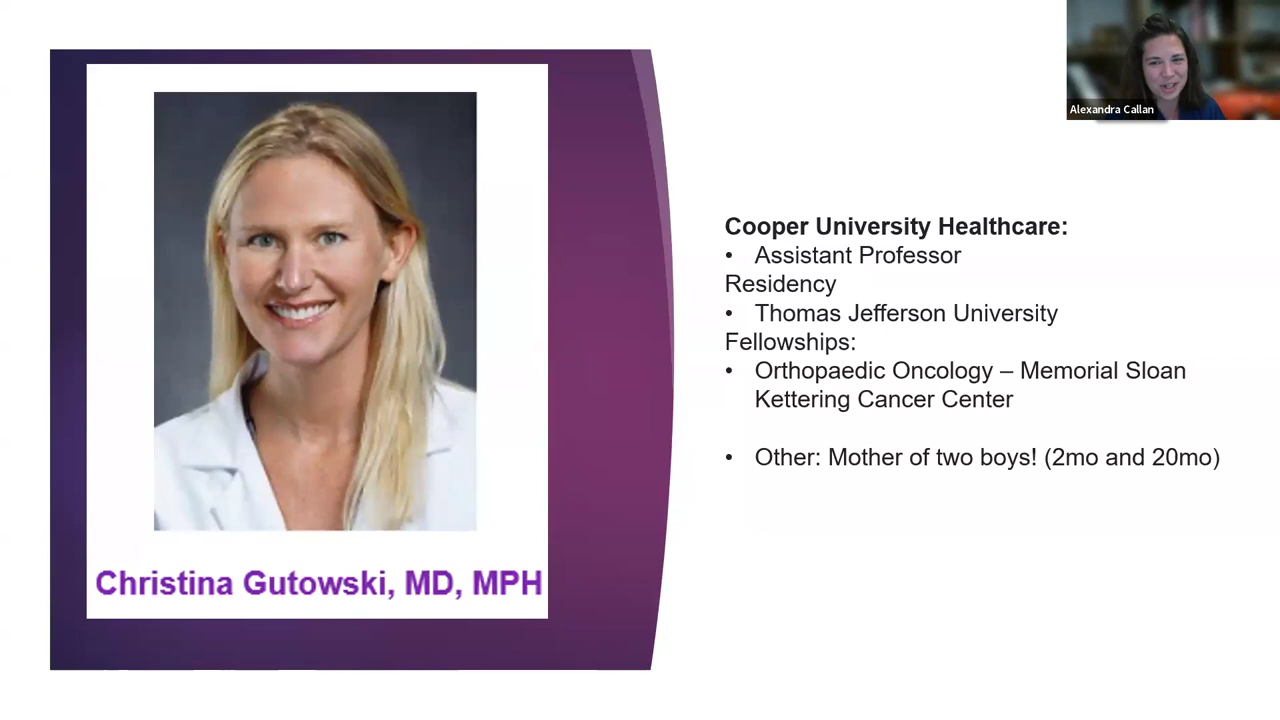 Alexandra Callan
Cooper University Healthcare:
• Assistant Professor
Residency
• Thomas Jefferson University
Fellowships:
• Orthopaedic Oncology – Memorial Sloan
Kettering Cancer Center
• Other: Mother of two boys! (2mo and 20mo)
Christina Gutowski, MD, MPH